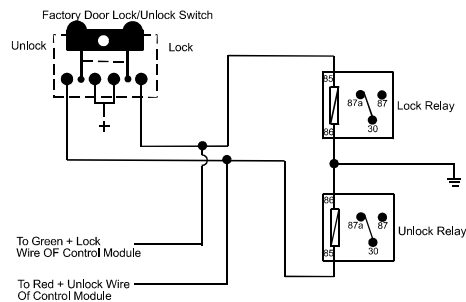 Factory Door Lock/Unlock Switch
Unlock
Lock
+
85
87a
87
30
86
Lock Relay
86
87a
87
30
85
Unlock Relay
To Green + Lock
Wire OF Control Module
To Red + Unlock Wire
Of Control Module